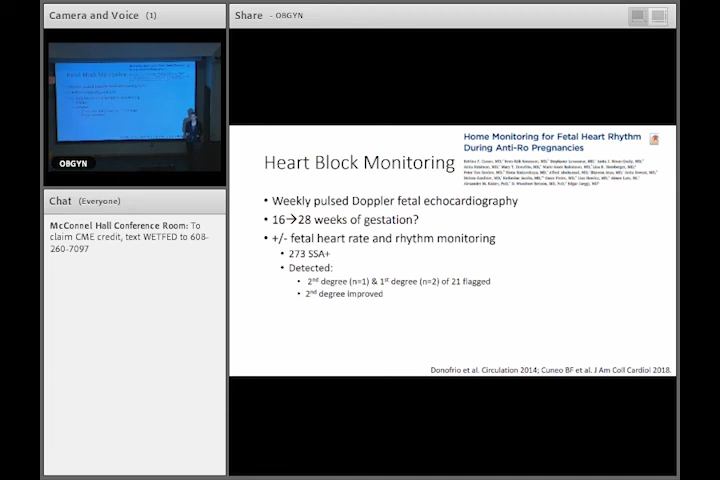 Camera and Voice (1)
OBGYN
Chat (Everyone)
McConnel Hall Conference Room: To
claim CME credit, text WETFED to 608-
260-7097
Share - OBGYN
Home Monitoring for Fetal Heart Rhythm
During Anti-Ro Pregnancies
Heart Block Monitoring
• Weekly pulsed Doppler fetal echocardiography
• 16→28 weeks of gestation?
• +/- fetal heart rate and rhythm monitoring
• 273 SSA+
• Detected:
• 2nd degree (n=1) & 1st degree (n=2) of 21 flagged
• 2nd degree improved
Donofrio et al. Circulation 2014; Cuneo BF et al. J Am Coll Cardiol 2018.